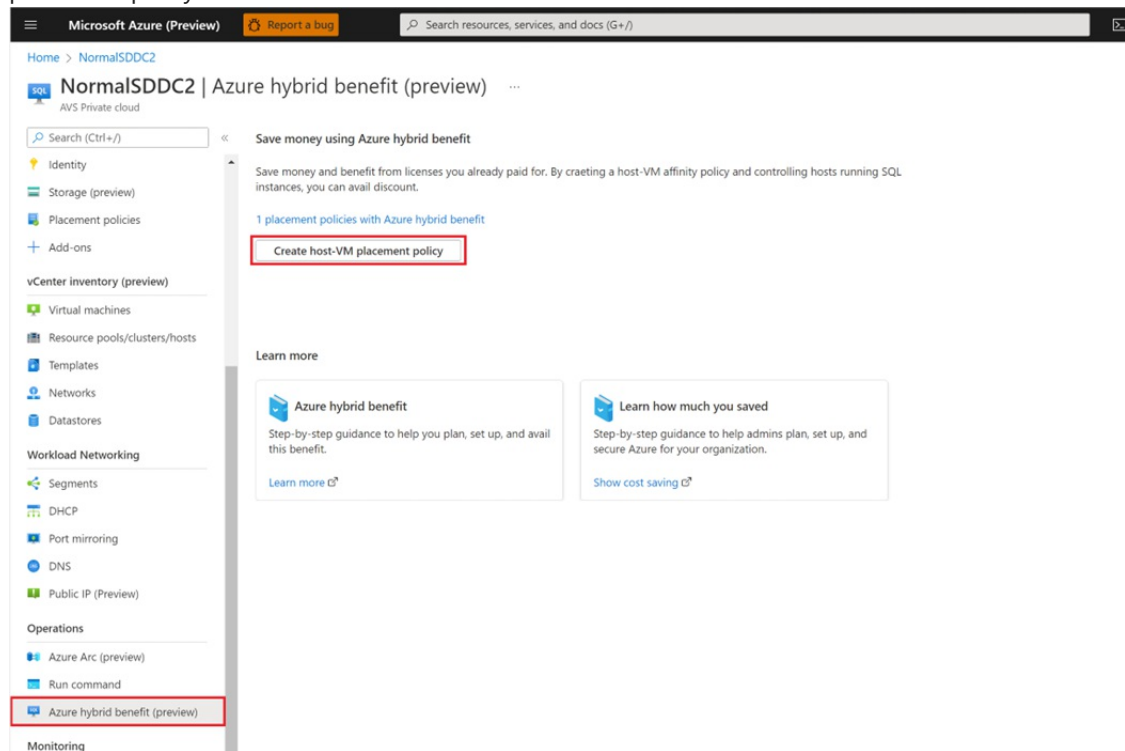 Microsoft Azure (Preview)
Report a bug
Search resources, services, and docs (G+/)
Home > NormalSDDC2
NormalSDDC2 | Azure hybrid benefit (preview) ...
AVS Private cloud
Search (Ctrl+/)
«
Identity
Storage (preview)
Placement policies
Add-ons
vCenter inventory (preview)
Virtual machines
Resource pools/clusters/hosts
Templates
Networks
Datastores
Workload Networking
Segments
DHCP
Port mirroring
DNS
Public IP (Preview)
Operations
Azure Arc (preview)
Run command
Azure hybrid benefit (preview)
Monitoring
Save money using Azure hybrid benefit
Save money and benefit from licenses you already paid for. By craeting a host-VM affinity policy and controlling hosts running SQL
instances, you can avail discount.
1 placement policies with Azure hybrid benefit
Create host-VM placement policy
Learn more
Azure hybrid benefit
Step-by-step guidance to help you plan, set up, and avail
this benefit.
Learn more
Learn how much you saved
Step-by-step guidance to help admins plan, set up, and
secure Azure for your organization.
Show cost saving